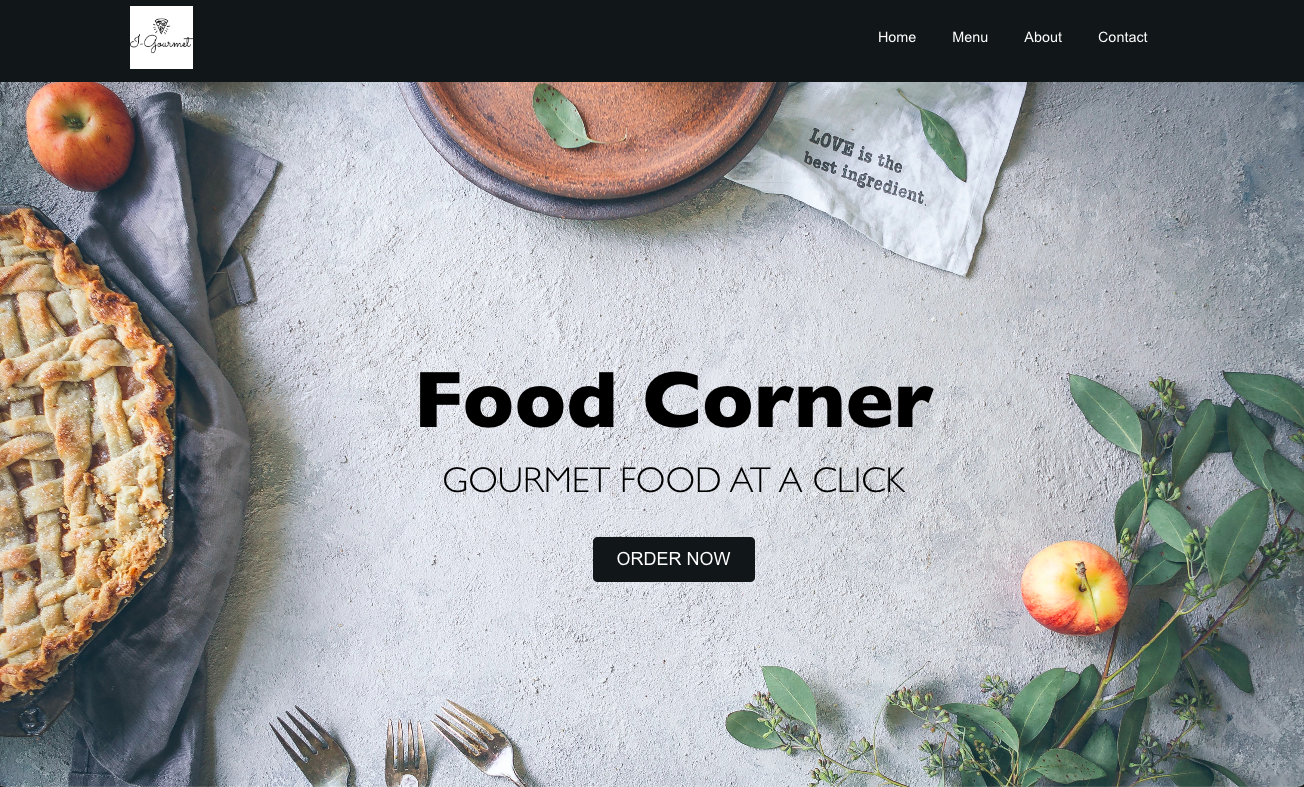 I-Gourmet
Home Menu About Contact
LOVE is the
best ingredient.
Food Corner
GOURMET FOOD AT A CLICK
ORDER NOW